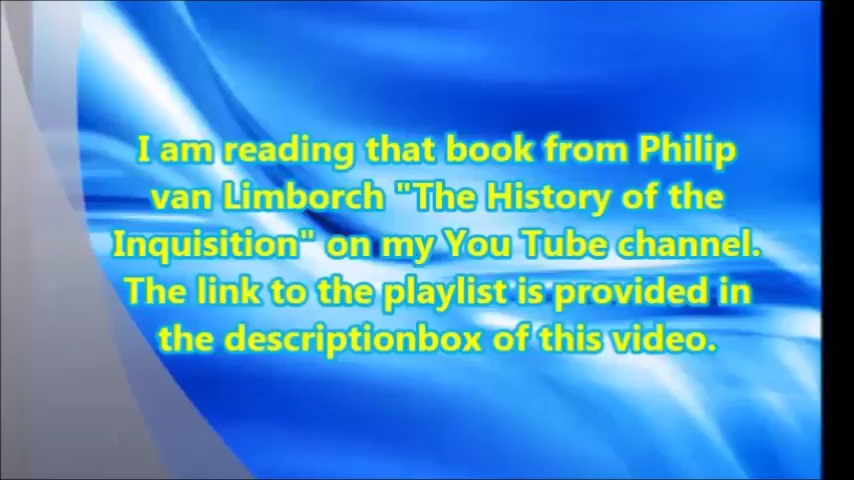 I am reading that book from Philip
van Limborch "The History of the
Inquisition" on my You Tube channel.
The link to the playlist is provided in
the descriptionbox of this video.